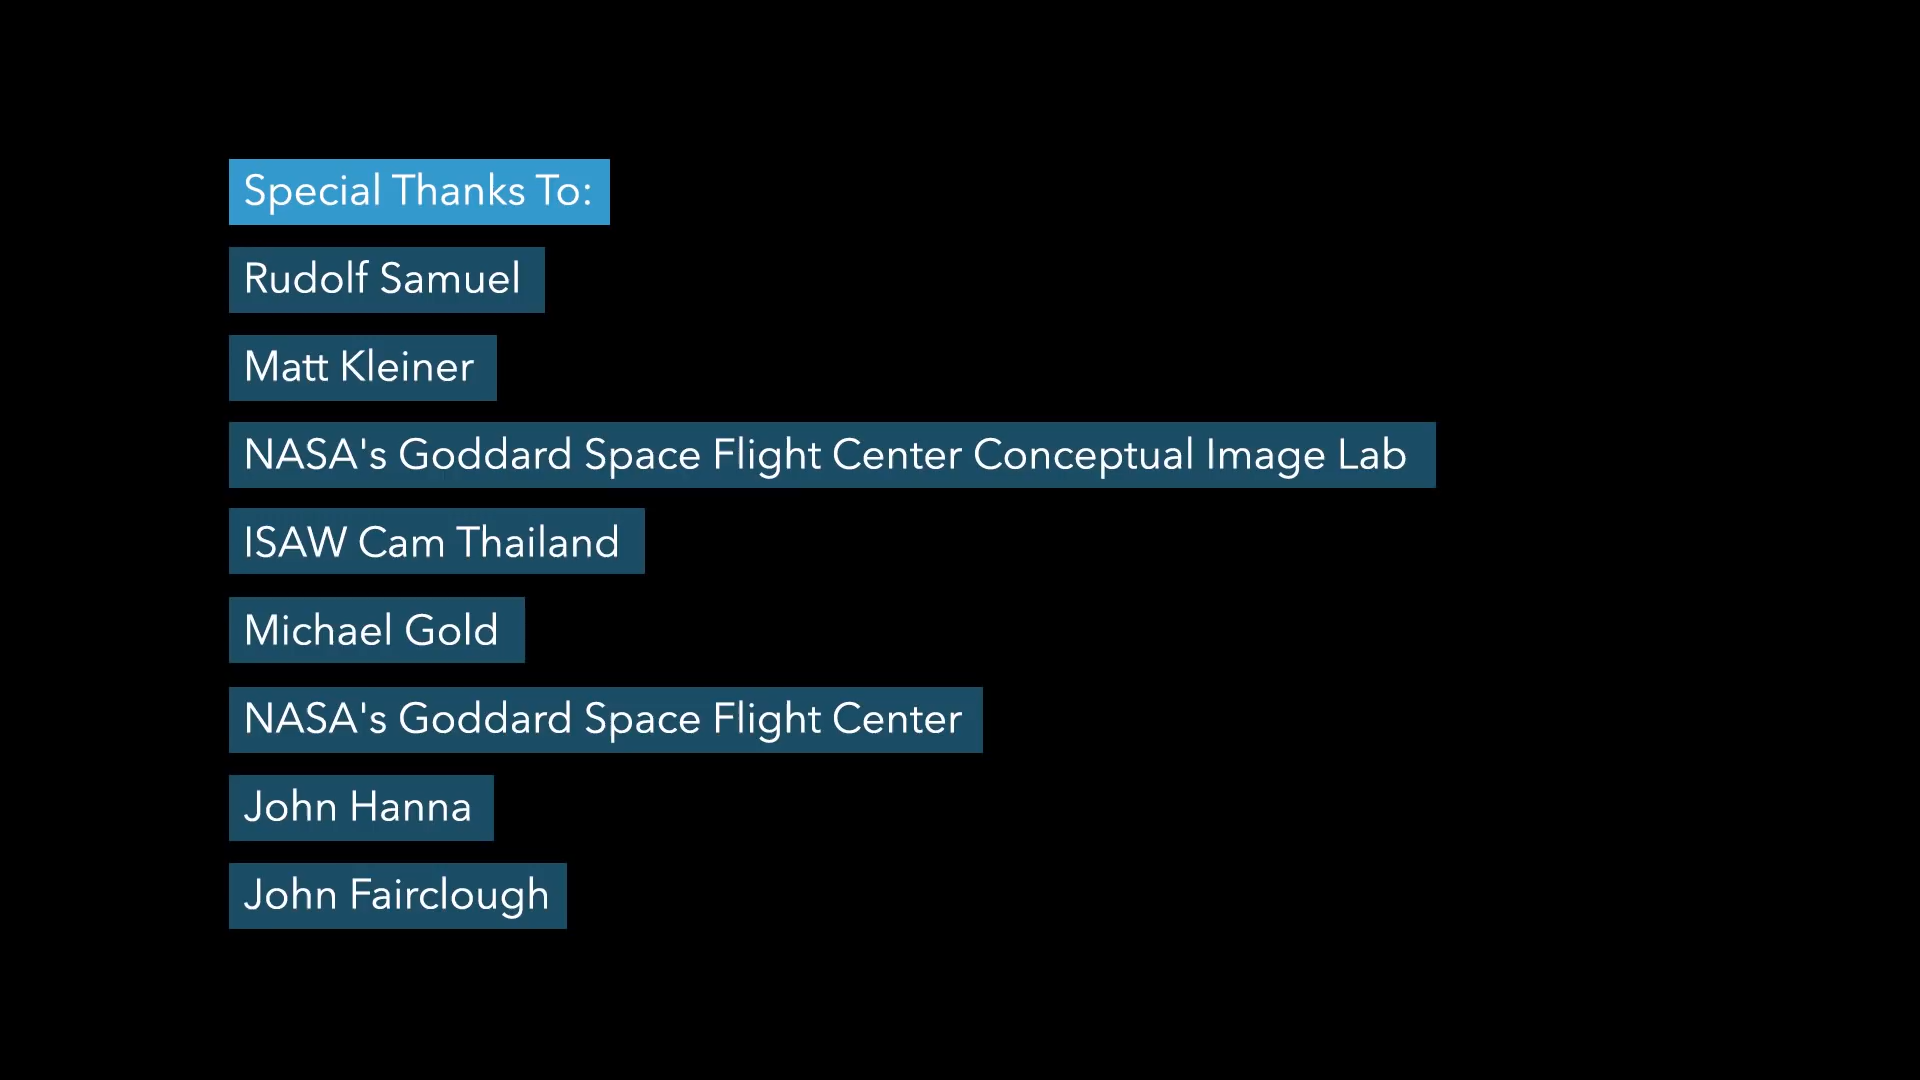 Special Thanks To:
Rudolf Samuel
Matt Kleiner
NASA's Goddard Space Flight Center Conceptual Image Lab
ISAW Cam Thailand
Michael Gold
NASA's Goddard Space Flight Center
John Hanna
John Fairclough